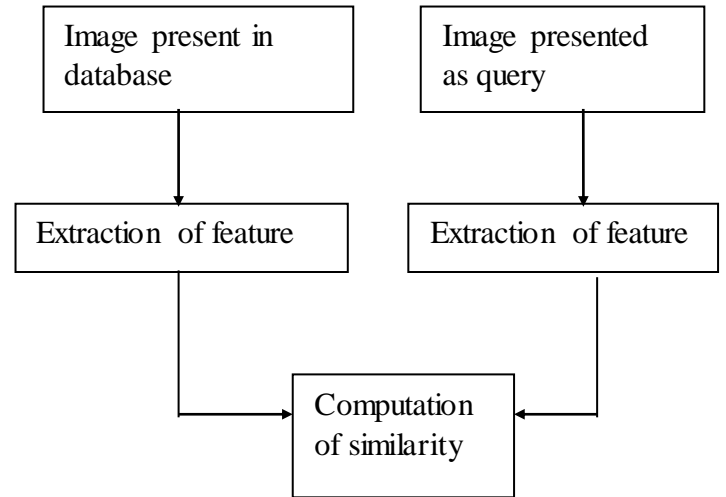 Image present in
database
Image presented
as query
Extraction of feature
Extraction of feature
Computation
of similarity